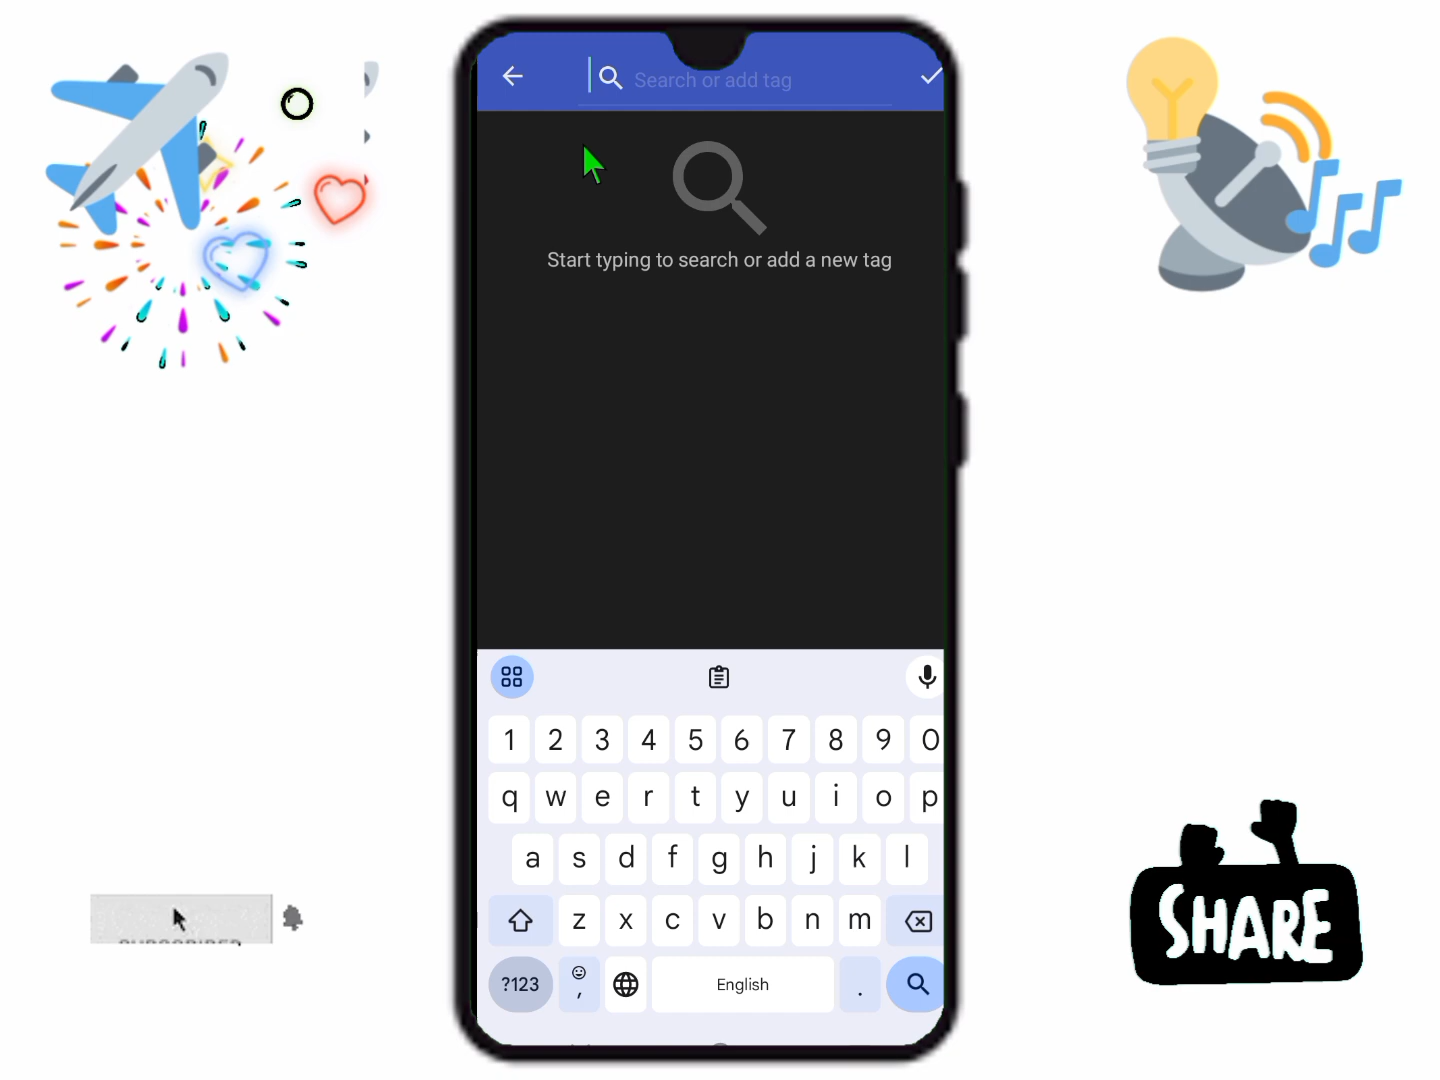 Search or add tag
Start typing to search or add a new tag
1 2 3 4 5 6 7 8 9 0
q w e r t y u i o p
a s d f g h j k l
z x c v b n m
?123 , English .
SHARE